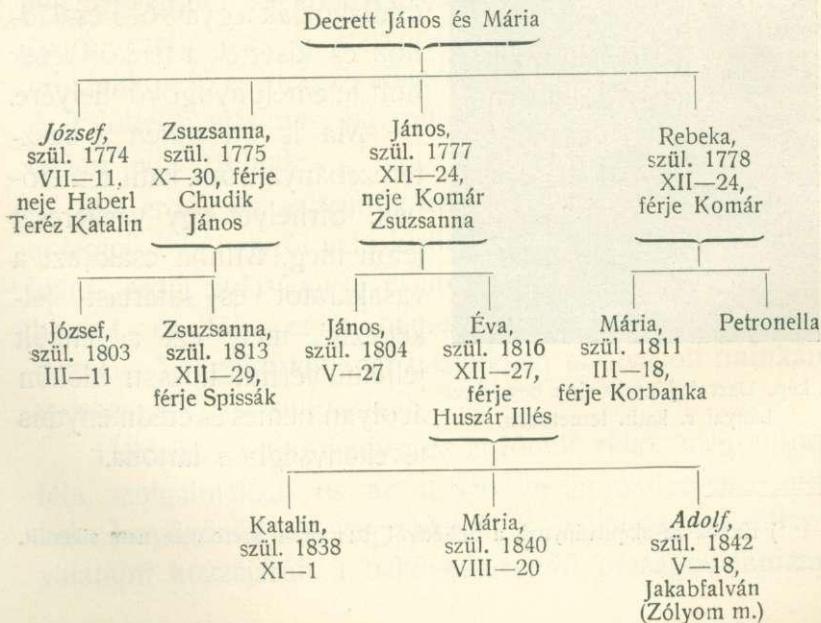 Decrett János és Mária
József,
szül. 1774
VII—11.
neje Haberl
Teréz Katalin
Zsuzsanna,
szül. 1775
X—30, férje
Chudik
János
János,
szül. 1777
XII—24,
neje Komár
Zsuzsanna
Rebeka,
szül. 1778
XII—24,
férje Komár
József,
szül. 1803
III—11
Zsuzsanna,
szül. 1813
XII—29,
férje Spissák
János,
szül. 1804
V—27
Éva,
szül. 1816
XII—27,
férje
Huszár Illés
Mária,
szül. 1811
III—18,
férje Korbanka
Petronella
Katalin,
szül. 1838
XI—1
Mária,
szül. 1840
VIII—20
Adolf,
szül. 1842
V—18,
Jakabfalván
(Zólyom m.)